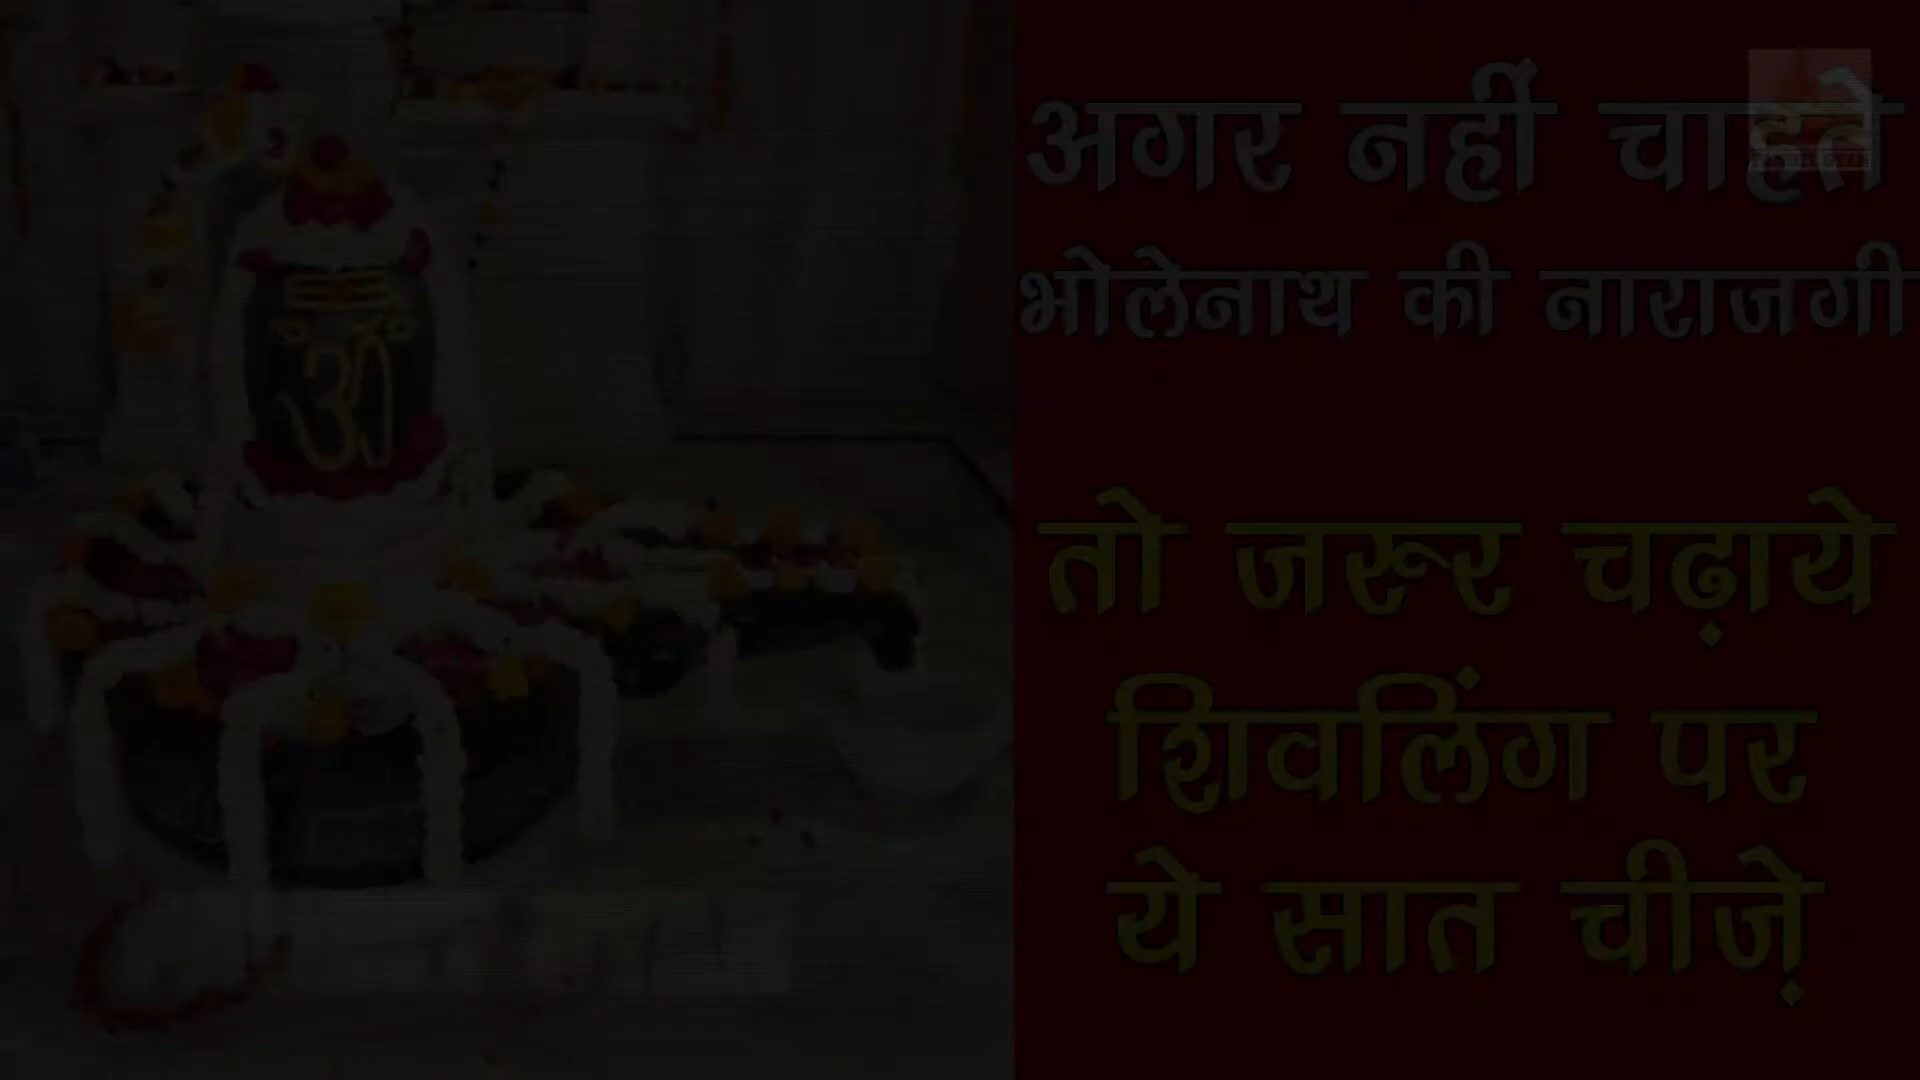 अगर नहीं चाहते
भोलेनाथ की नाराजगी
तो जरूर चढ़ाये
शिवलिंग पर
ये सात चीजे़
ॐ